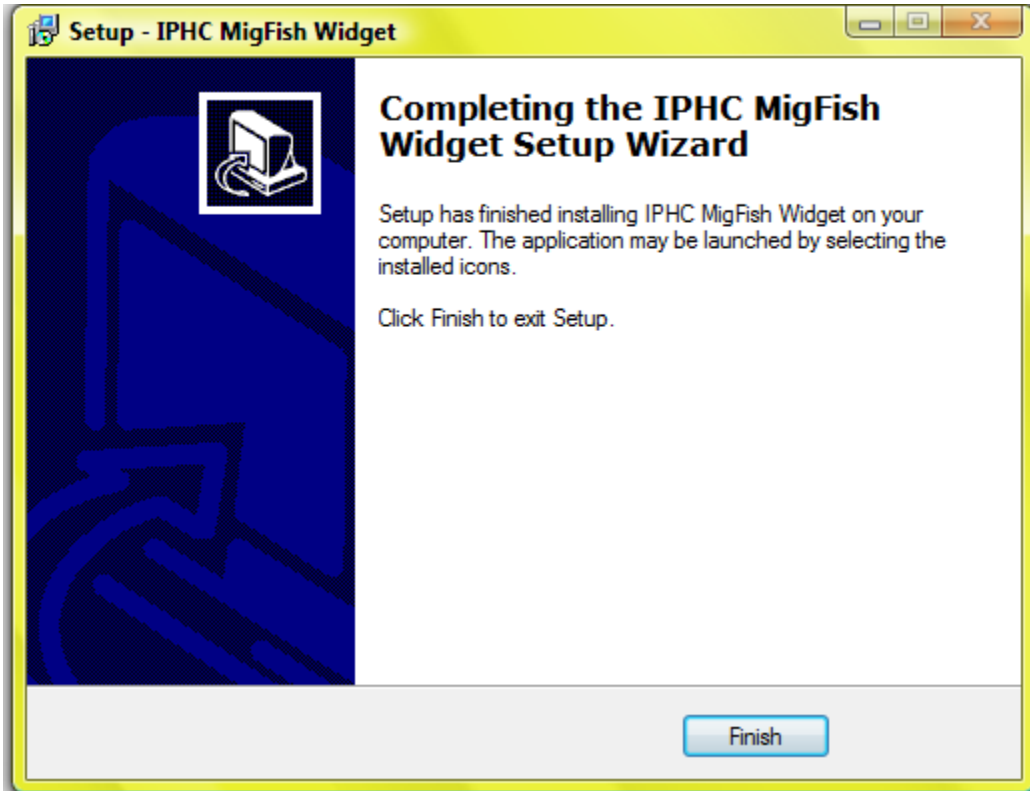 Setup - IPHC MigFish Widget
Completing the IPHC MigFish
Widget Setup Wizard
Setup has finished installing IPHC MigFish Widget on your
computer. The application may be launched by selecting the
installed icons.
Click Finish to exit Setup.
Finish